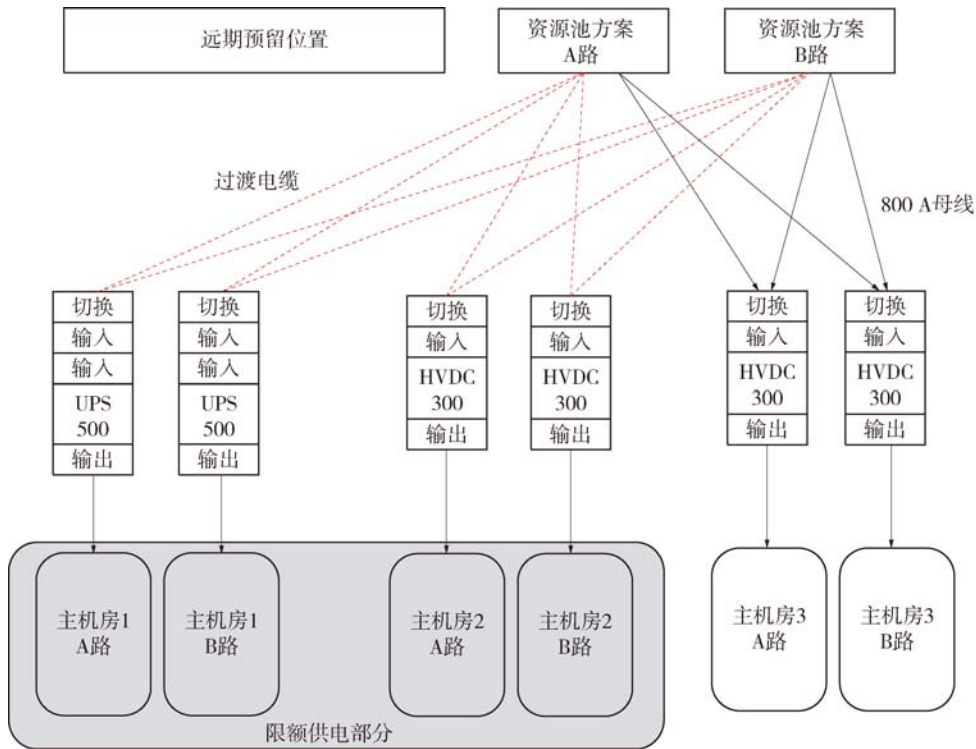 远期预留位置
资源池方案
A路
资源池方案
B路
过渡电缆
800 A母线
切换
输入
输入
UPS
500
输出
切换
输入
输入
UPS
500
输出
切换
输入
HVDC
300
输出
切换
输入
HVDC
300
输出
切换
输入
HVDC
300
输出
切换
输入
HVDC
300
输出
主机房1
A路
主机房1
B路
主机房2
A路
主机房2
B路
主机房3
A路
主机房3
B路
限额供电部分